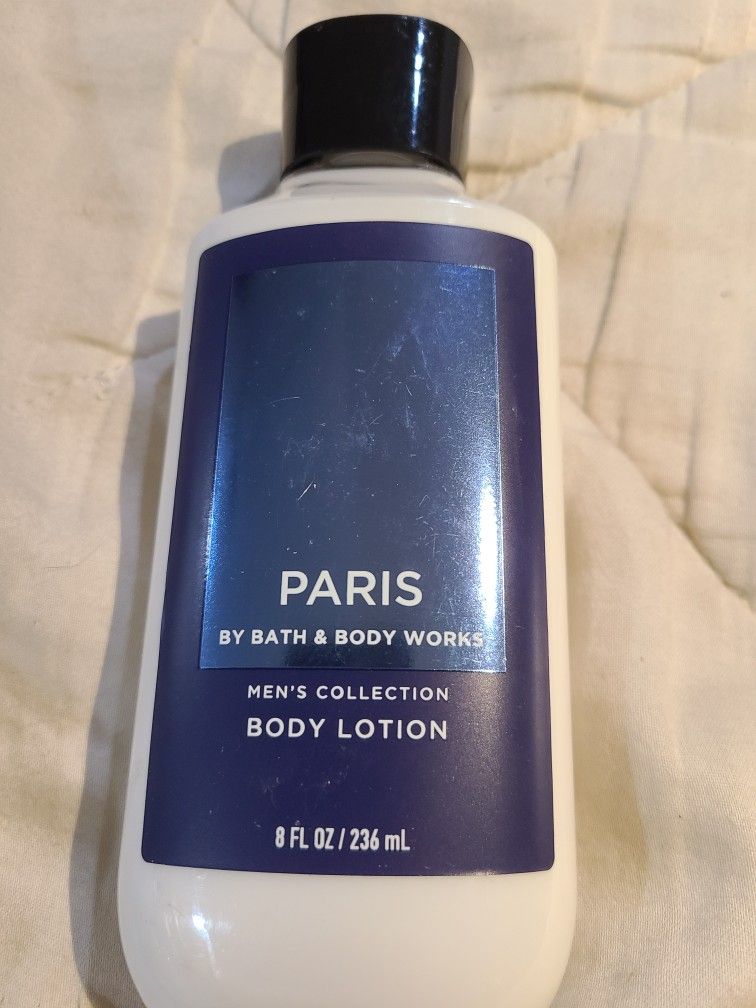 PARIS
BY BATH & BODY WORKS
MEN'S COLLECTION
BODY LOTION
8 FL OZ / 236 mL